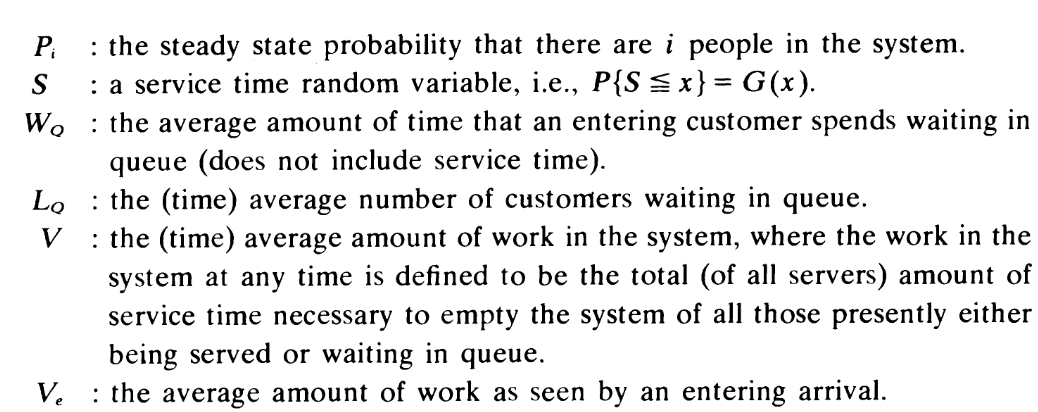 P_i : the steady state probability that there are i people in the system.
S : a service time random variable, i.e., P{S ≦ x} = G(x).
W_Q : the average amount of time that an entering customer spends waiting in
queue (does not include service time).
L_Q : the (time) average number of customers waiting in queue.
V : the (time) average amount of work in the system, where the work in the
system at any time is defined to be the total (of all servers) amount of
service time necessary to empty the system of all those presently either
being served or waiting in queue.
V_e : the average amount of work as seen by an entering arrival.